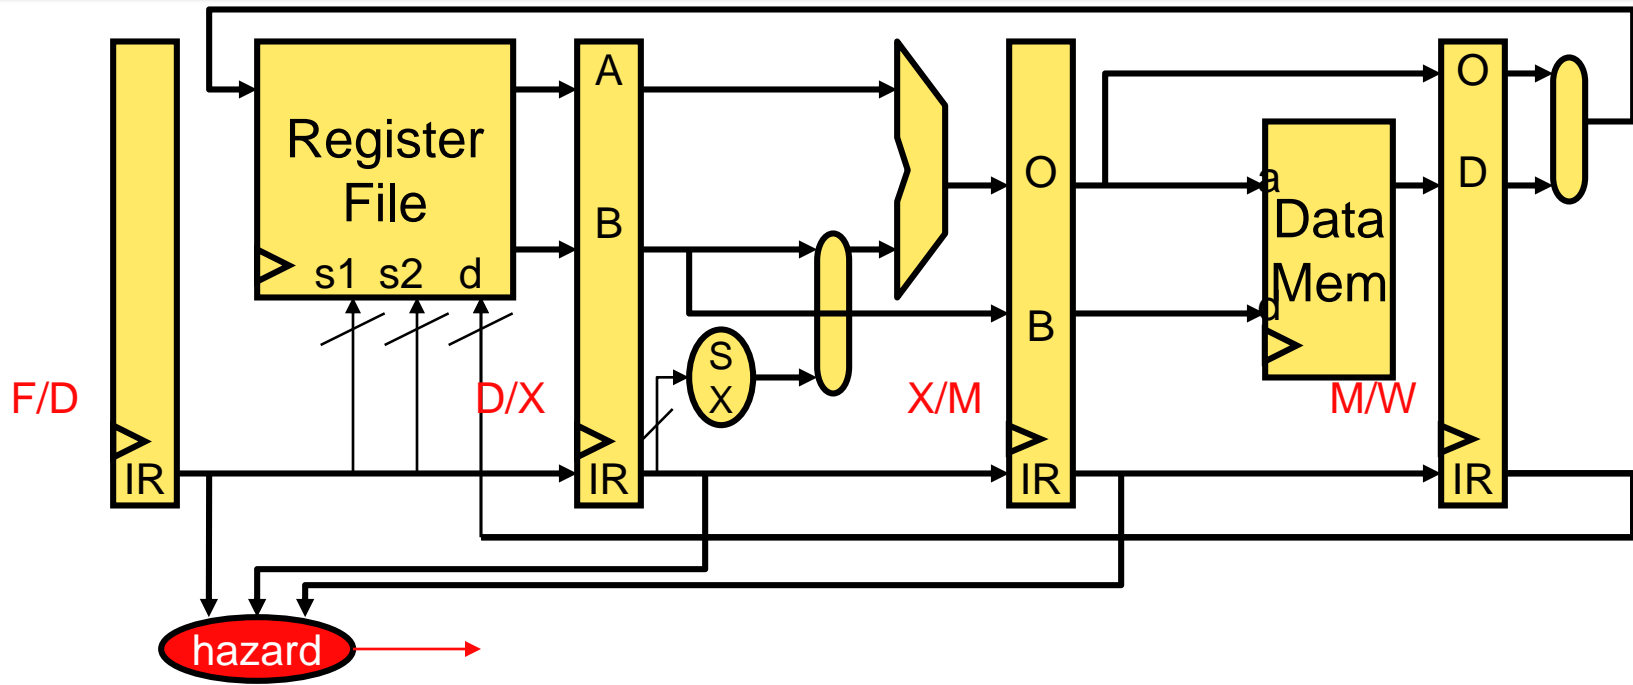 A
O
Register
File
O
D
B
a
Data
Mem
d
s1 s2 d
B
S
X
F/D
D/X
X/M
M/W
IR
IR
IR
IR
hazard